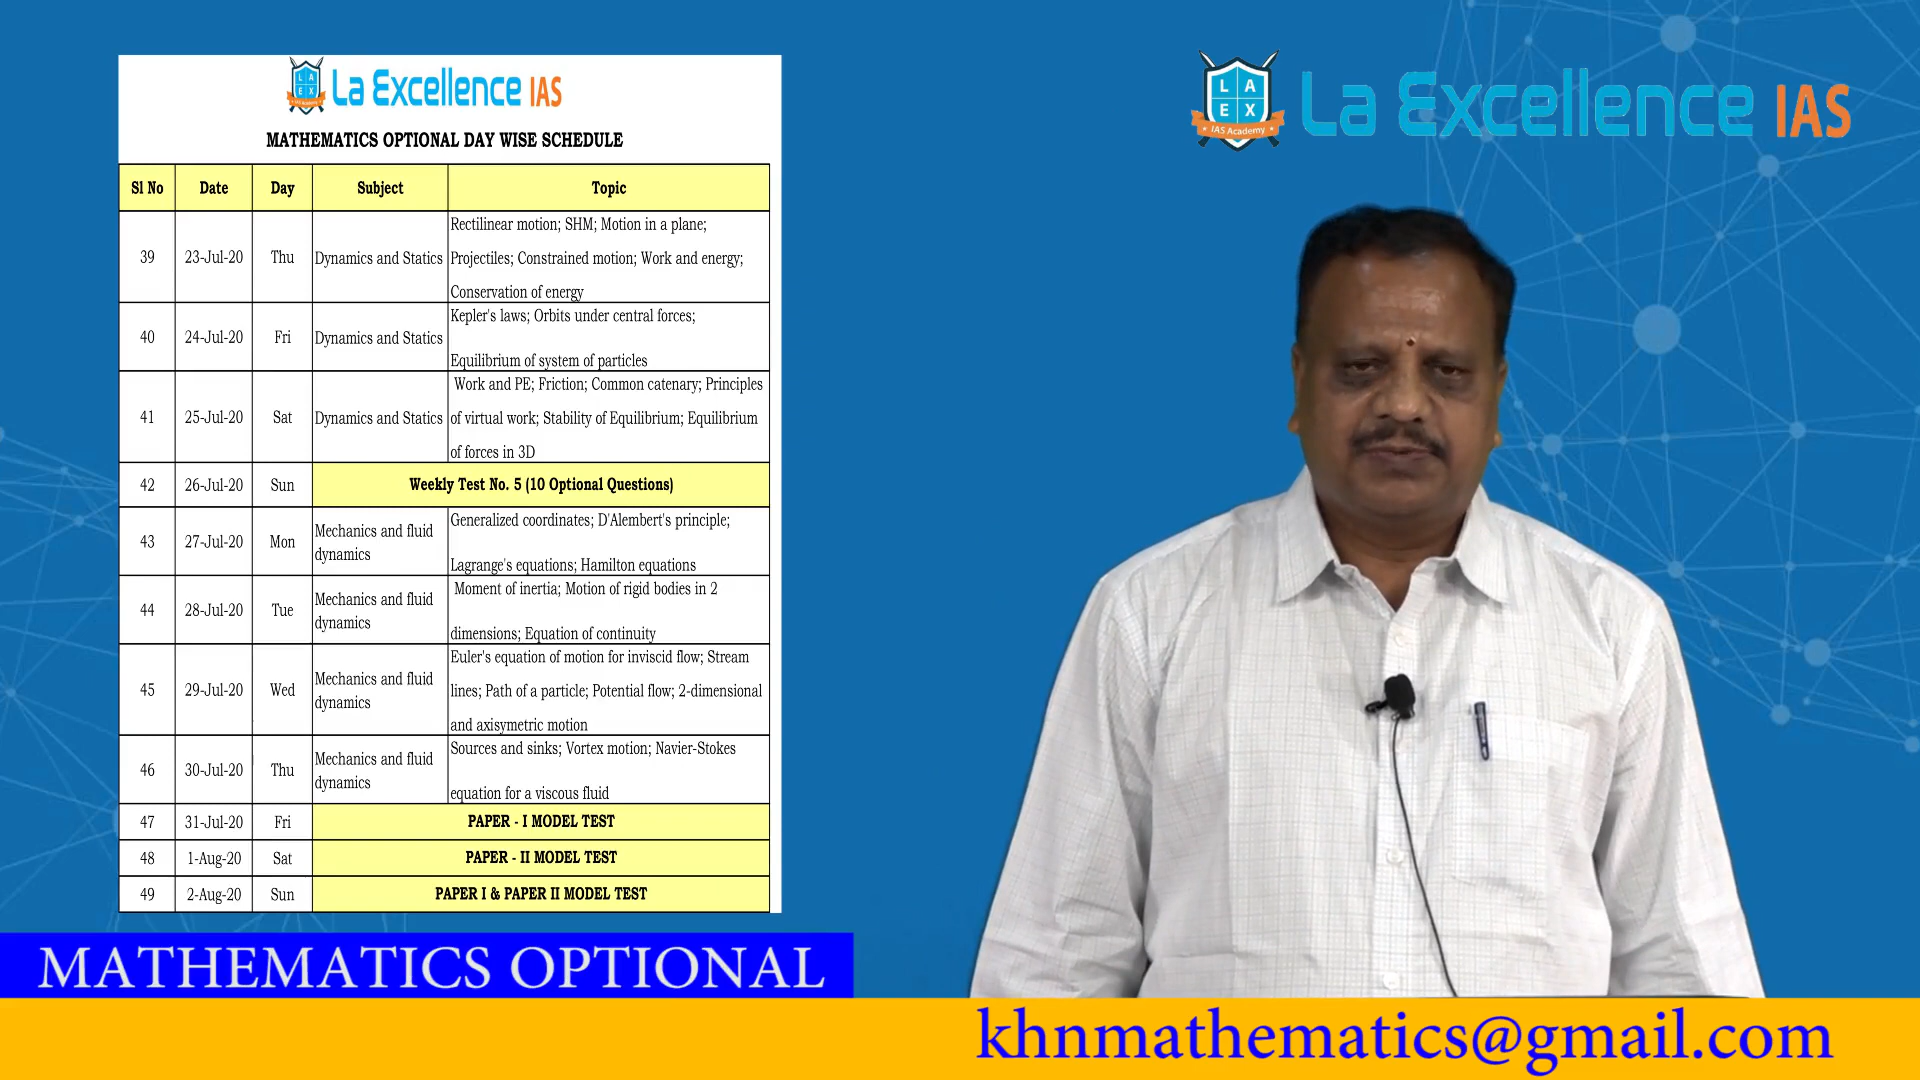 La Excellence IAS
MATHEMATICS OPTIONAL DAY WISE SCHEDULE
Sl No Date Day Subject Topic
39 23-Jul-20 Thu Dynamics and Statics Rectilinear motion; SHM; Motion in a plane;
Projectiles; Constrained motion; Work and energy;
Conservation of energy
40 24-Jul-20 Fri Dynamics and Statics Kepler's laws; Orbits under central forces;
Equilibrium of system of particles
41 25-Jul-20 Sat Dynamics and Statics Work and PE; Friction; Common catenary; Principles
of virtual work; Stability of Equilibrium; Equilibrium
of forces in 3D
42 26-Jul-20 Sun Weekly Test No. 5 (10 Optional Questions)
43 27-Jul-20 Mon Mechanics and fluid dynamics Generalized coordinates; D'Alembert's principle;
Lagrange's equations; Hamilton equations
44 28-Jul-20 Tue Mechanics and fluid dynamics Moment of inertia; Motion of rigid bodies in 2
dimensions; Equation of continuity
45 29-Jul-20 Wed Mechanics and fluid dynamics Euler's equation of motion for inviscid flow; Stream
lines; Path of a particle; Potential flow; 2-dimensional
and axisymetric motion
46 30-Jul-20 Thu Mechanics and fluid dynamics Sources and sinks; Vortex motion; Navier-Stokes
equation for a viscous fluid
47 31-Jul-20 Fri PAPER - I MODEL TEST
48 1-Aug-20 Sat PAPER - II MODEL TEST
49 2-Aug-20 Sun PAPER I & PAPER II MODEL TEST
L A
E X
IAS Academy
La Excellence IAS
MATHEMATICS OPTIONAL
khnmathematics@gmail.com